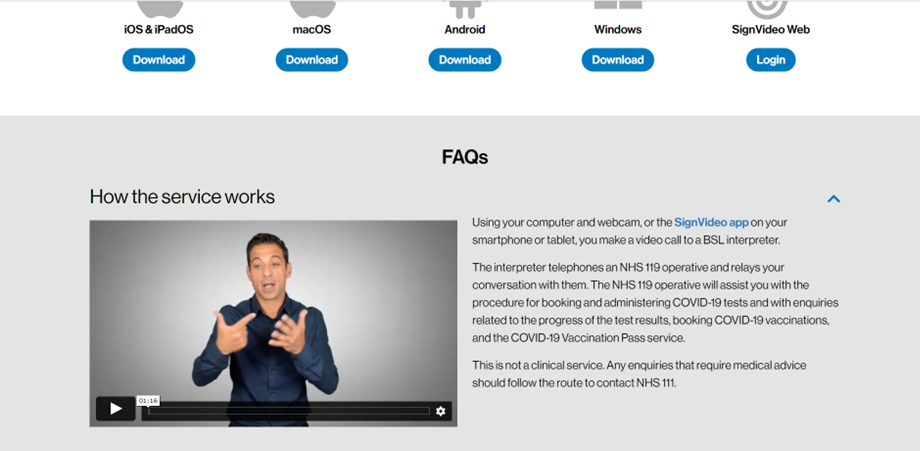 iOS & iPadOS
macOS
Android
Windows
SignVideo Web
Download
Download
Download
Download
Login
FAQs
How the service works
Using your computer and webcam, or the SignVideo app on your
smartphone or tablet, you make a video call to a BSL interpreter.
The interpreter telephones an NHS 119 operative and relays your
conversation with them. The NHS 119 operative will assist you with the
procedure for booking and administering COVID-19 tests and with enquiries
related to the progress of the test results, booking COVID-19 vaccinations,
and the COVID-19 Vaccination Pass service.
This is not a clinical service. Any enquiries that require medical advice
should follow the route to contact NHS 111.
01:16